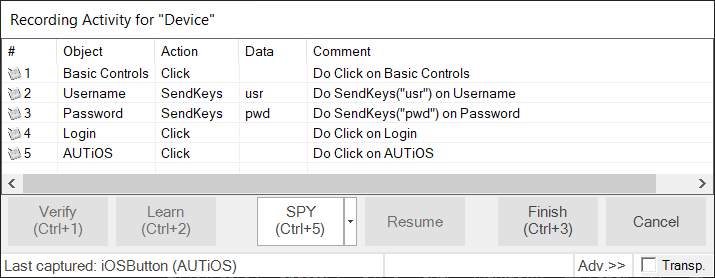 Recording Activity for "Device"
# Object Action Data Comment
1 Basic Controls Click Do Click on Basic Controls
2 Username SendKeys usr Do SendKeys("usr") on Username
3 Password SendKeys pwd Do SendKeys("pwd") on Password
4 Login Click Do Click on Login
5 AUTiOS Click Do Click on AUTiOS
Verify (Ctrl+1)
Learn (Ctrl+2)
SPY (Ctrl+5)
Resume
Finish (Ctrl+3)
Cancel
Last captured: iOSButton (AUTiOS) Adv.>> Transp.